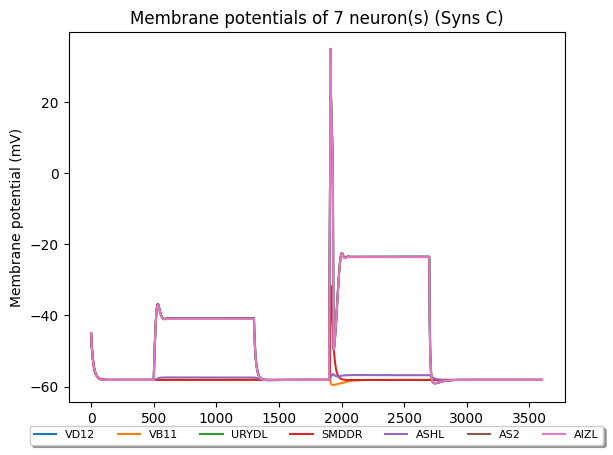 Membrane potentials of 7 neuron(s) (Syns C)
Membrane potential (mV)
20
0
−20
−40
−60
0 500 1000 1500 2000 2500 3000 3500
VD12 VB11 URYDL SMDDR ASHL AS2 AIZL